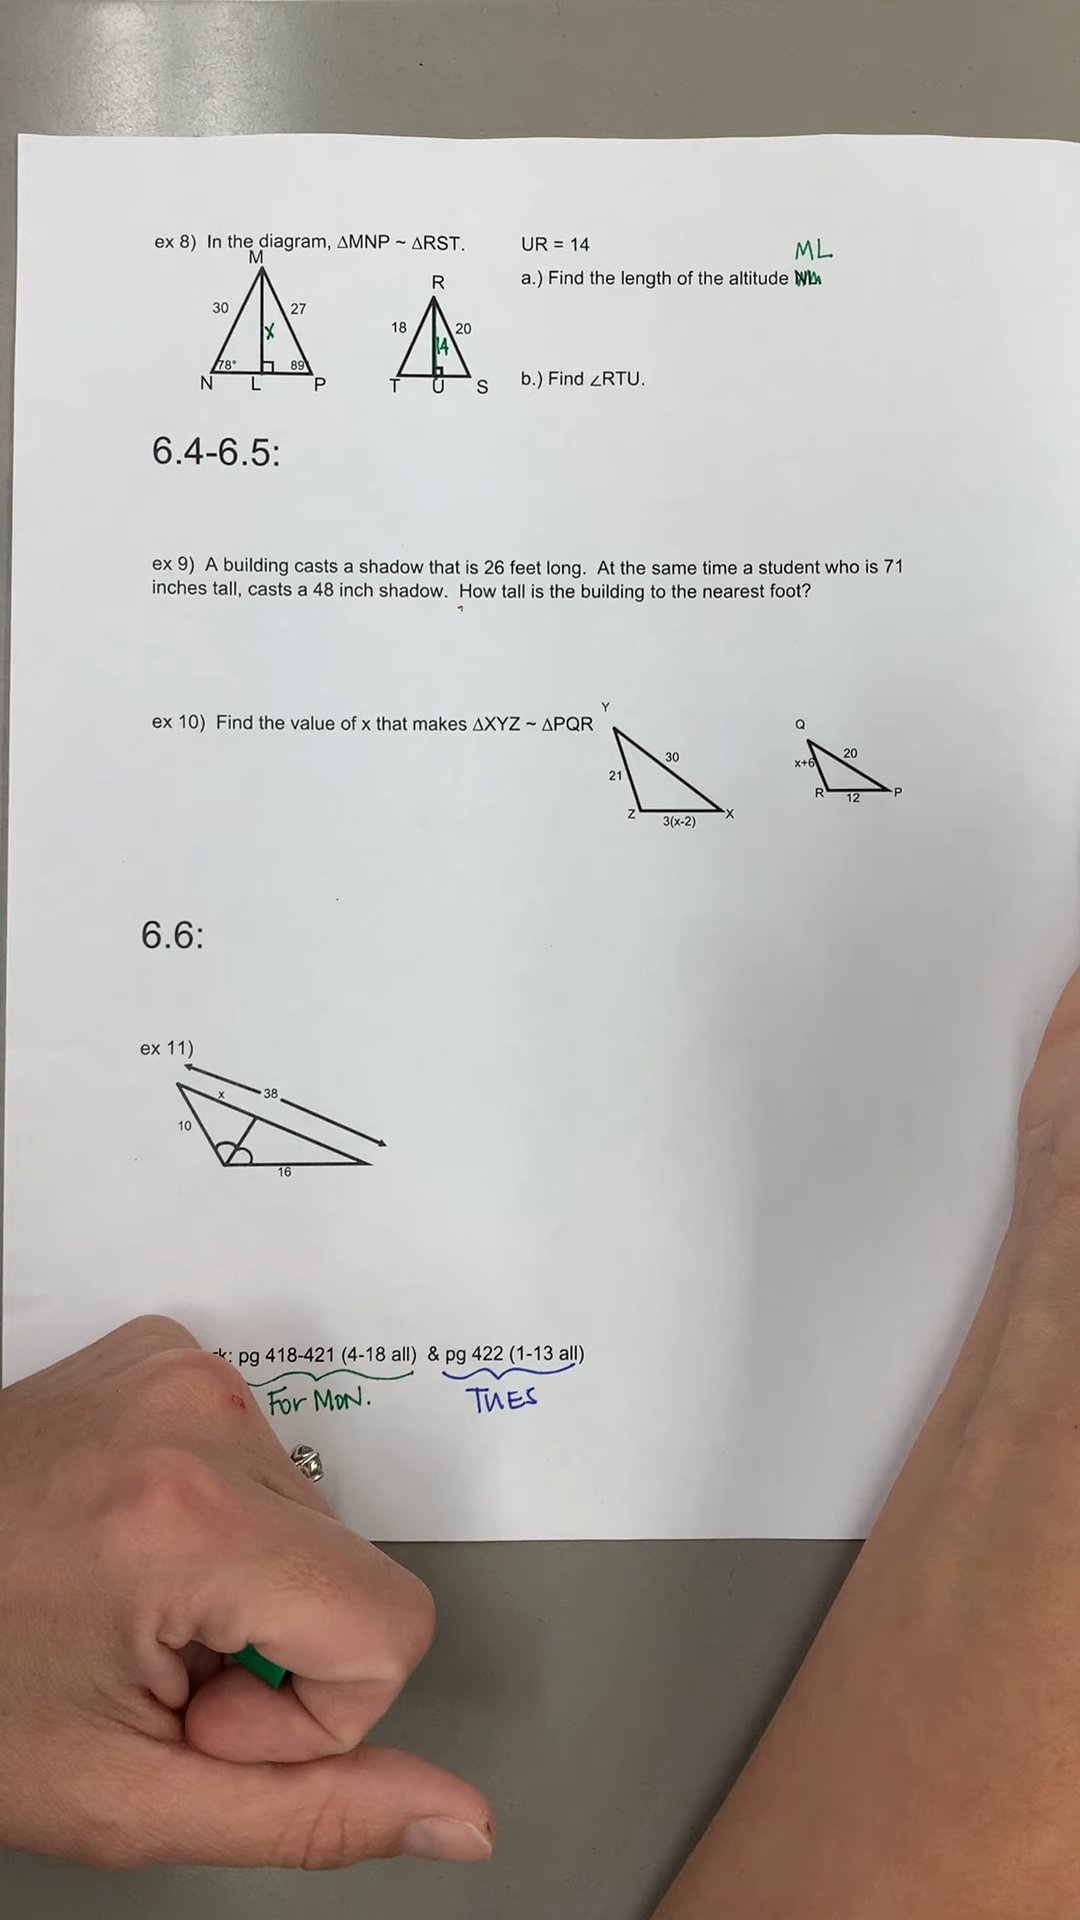 ex 8) In the diagram, ΔMNP ~ ΔRST.
UR = 14
ML
a.) Find the length of the altitude
M
30
27
x
78°
89
N
L
P
R
18
20
14
T
U
S
b.) Find ∠RTU.
6.4-6.5:
ex 9) A building casts a shadow that is 26 feet long. At the same time a student who is 71
inches tall, casts a 48 inch shadow. How tall is the building to the nearest foot?
ex 10) Find the value of x that makes ΔXYZ ~ ΔPQR
Y
30
21
Z
X
3(x-2)
Q
20
x+6
R
12
P
6.6:
ex 11)
x
38
10
16
k: pg 418-421 (4-18 all) & pg 422 (1-13 all)
For MON.
TUES